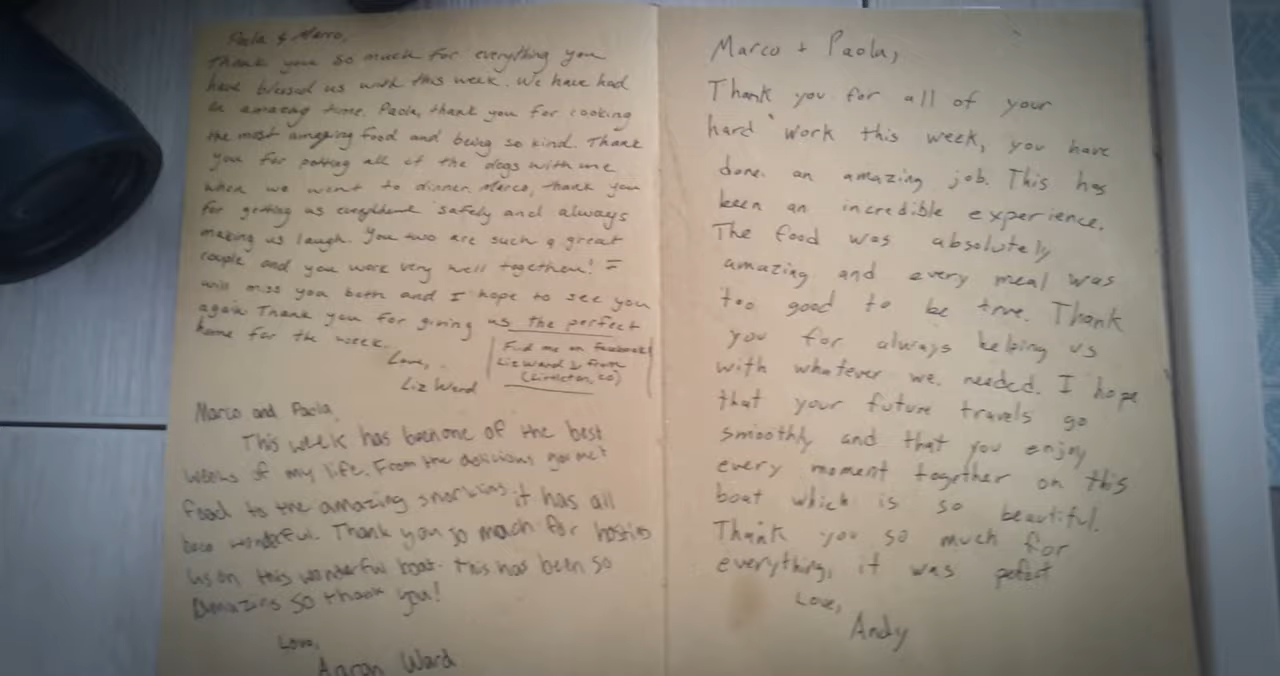 Paola & Marco,
Thank you so much for everything you
have blessed us with this week. We have had
an amazing time. Paola, thank you for cooking
the most amazing food and being so kind. Thank
you for petting all of the dogs with me
when we went to dinner. Marco, thank you
for getting us everywhere safely and always
making us laugh. You two are such a great
couple and you work very well together! I
will miss you both and I hope to see you
again. Thank you for giving us the perfect
home for the week.
Love,
Liz Ward
Find me on Facebook!
Liz Ward from
(Littleton, CO)
Marco and Paola,
This week has been one of the best
weeks of my life. From the delicious gormet
food to the amazing snorkling it has all
been wonderful. Thank you so much for hosting
us on this wonderful boat. This has been so
amazing so thank you!
Love,
Aaron Ward
Marco + Paola,
Thank you for all of your
hard work this week, you have
done an amazing job. This has
been an incredible experience.
The food was absolutely
amazing and every meal was
too good to be true. Thank
you for always helping us
with whatever we needed. I hope
that your future travels go
smoothly and that you enjoy
every moment together on this
boat which is so beautiful.
Thank you so much for
everything, it was pefect
Love,
Andy